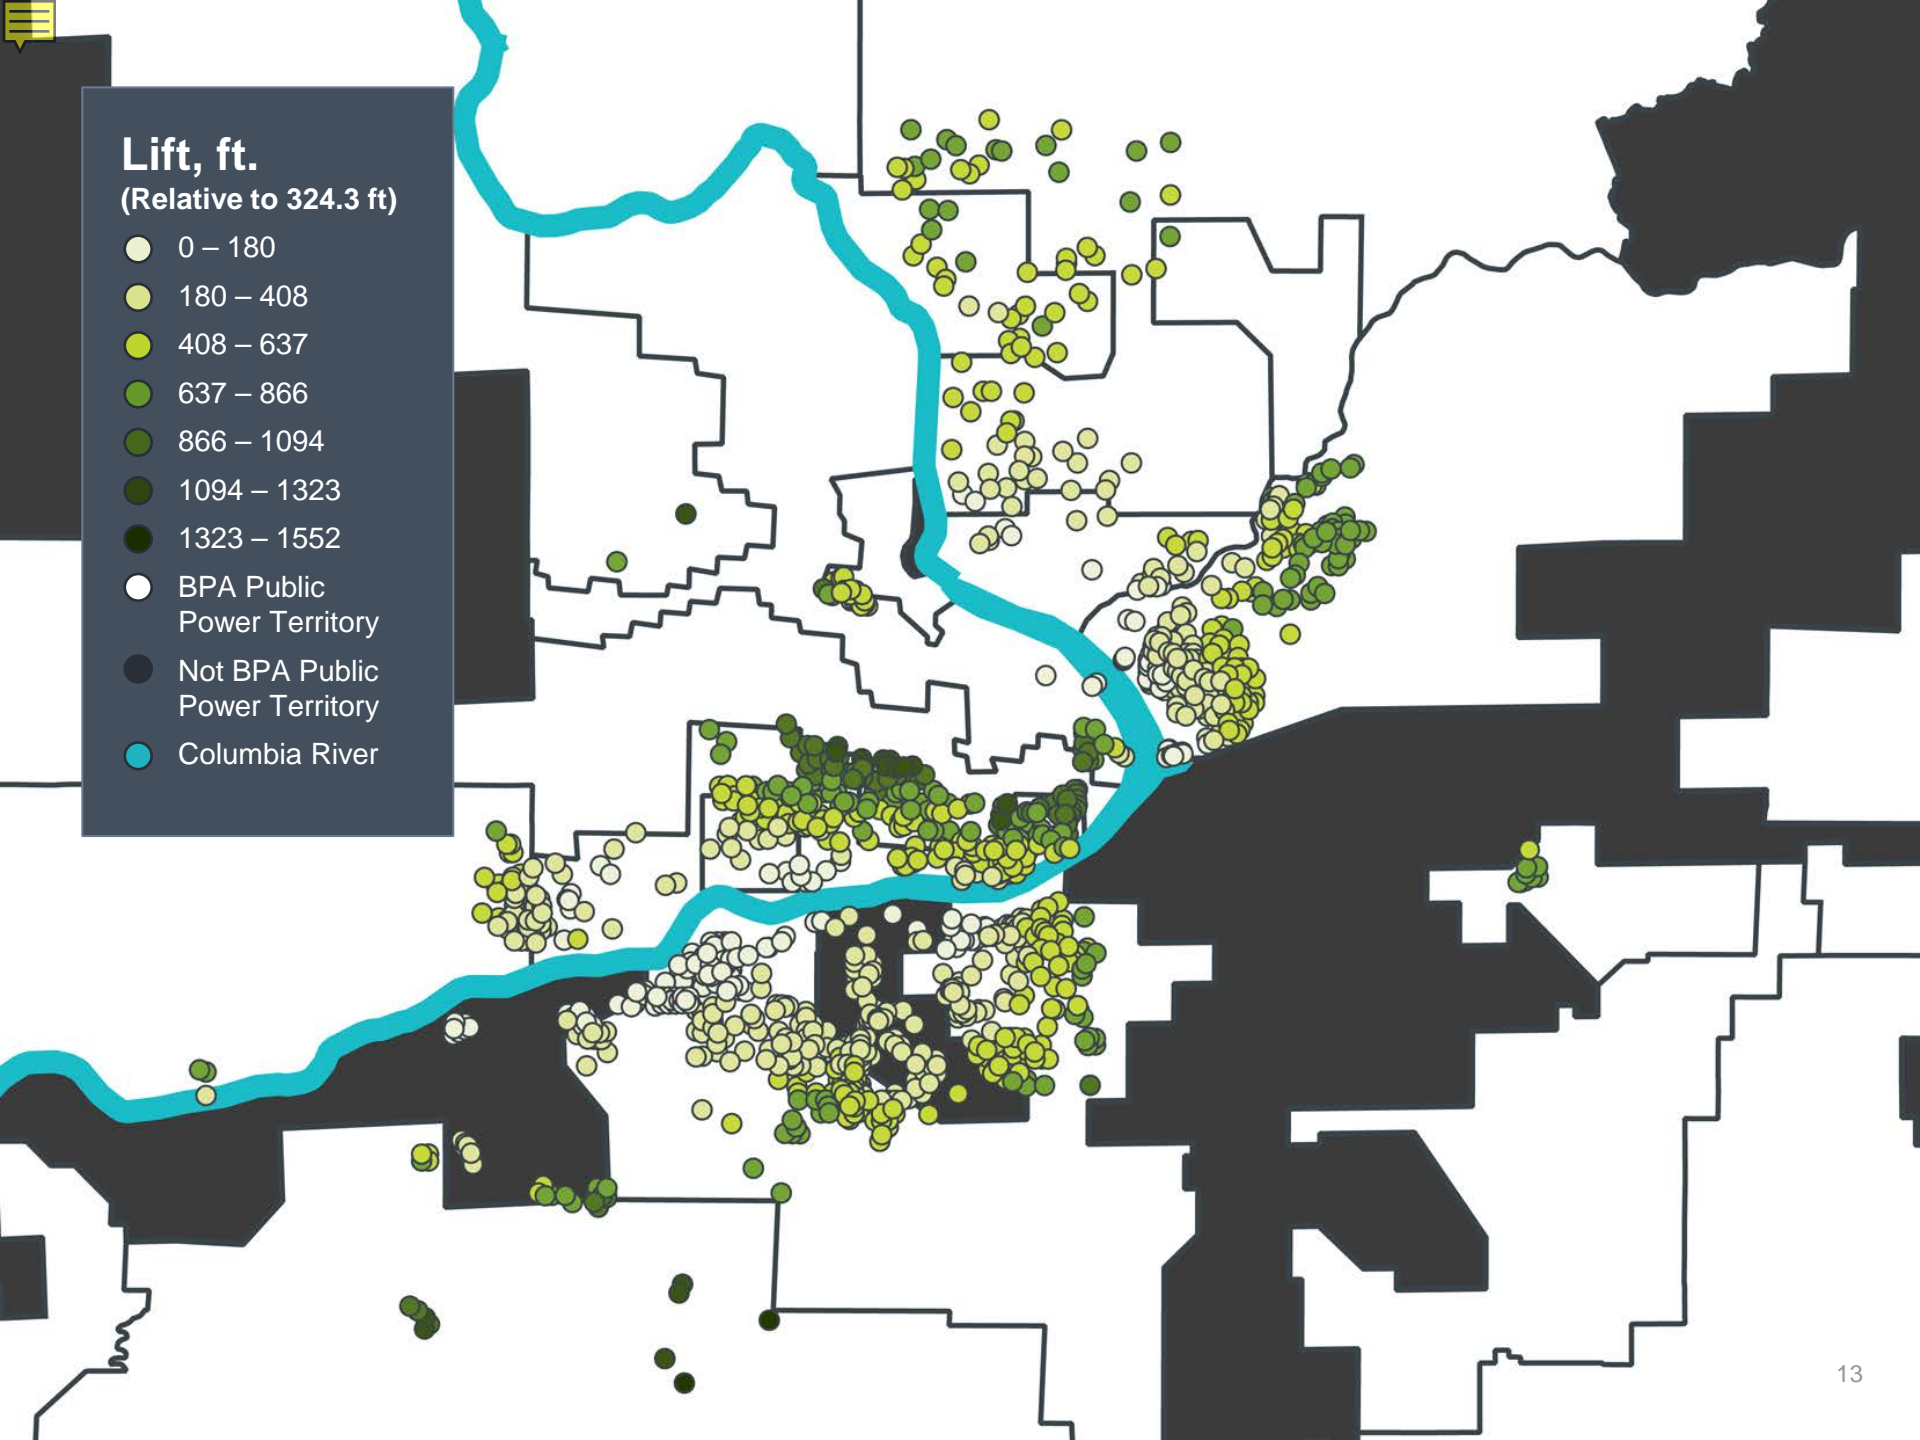 Lift, ft.
(Relative to 324.3 ft)
0 – 180
180 – 408
408 – 637
637 – 866
866 – 1094
1094 – 1323
1323 – 1552
BPA Public
Power Territory
Not BPA Public
Power Territory
Columbia River
13